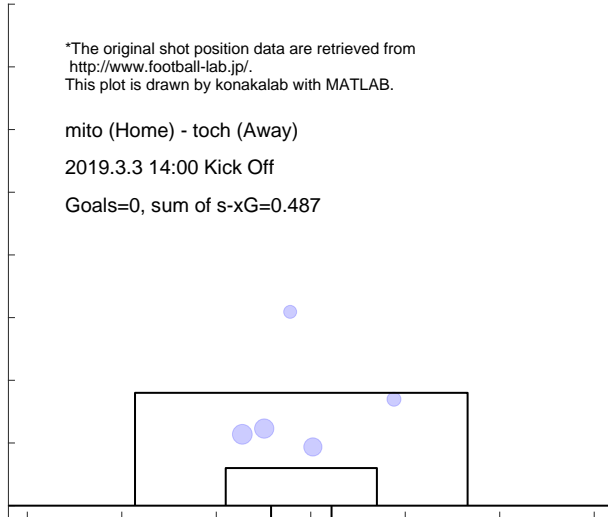 *The original shot position data are retrieved from
http://www.football-lab.jp/.
This plot is drawn by konakalab with MATLAB.
mito (Home) - toch (Away)
2019.3.3 14:00 Kick Off
Goals=0, sum of s-xG=0.487